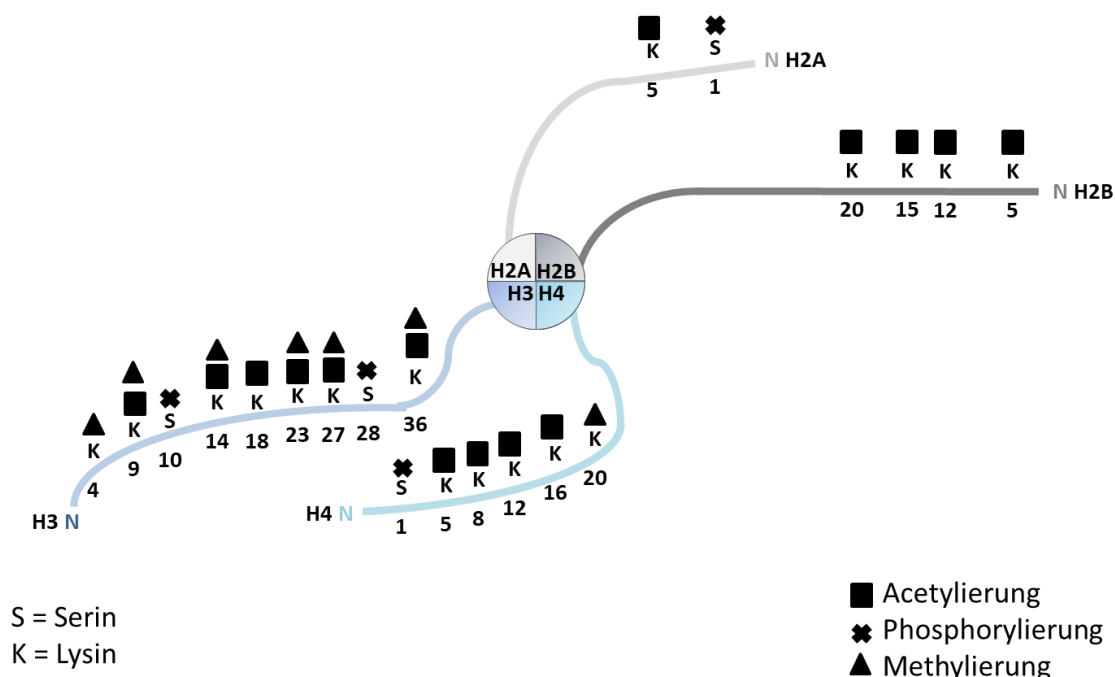 K S
5 1
N H2A
K K K K
20 15 12 5
N H2B
H2A H2B
H3 H4
K K S K K K K S K
4 9 10 14 18 23 27 28 36
H3 N
S K K K K K
1 5 8 12 16 20
H4 N
S = Serin
K = Lysin
Acetylierung
Phosphorylierung
Methylierung